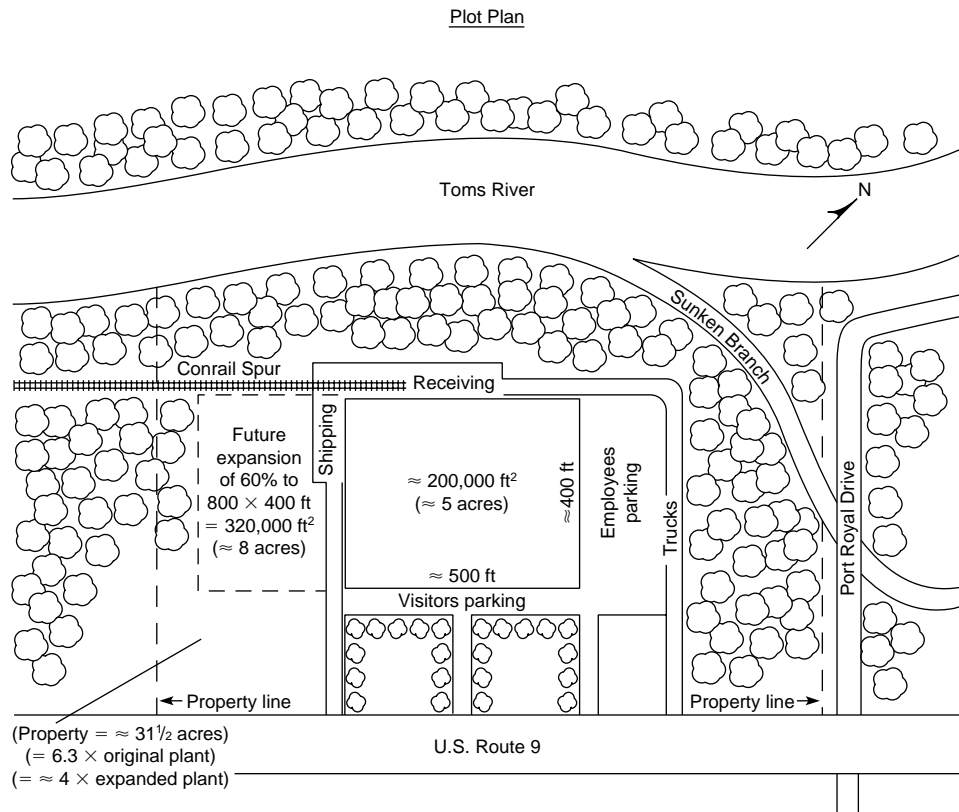 Plot Plan
Toms River
N
Sunken Branch
Conrail Spur
Receiving
Shipping
Future
expansion
of 60% to
800 × 400 ft
= 320,000 ft²
(≈ 8 acres)
≈ 200,000 ft²
(≈ 5 acres)
≈400 ft
Employees
parking
Trucks
Port Royal Drive
≈ 500 ft
Visitors parking
Property line
Property line
(Property = ≈ 31 1/2 acres)
(= 6.3 × original plant)
(= ≈ 4 × expanded plant)
U.S. Route 9